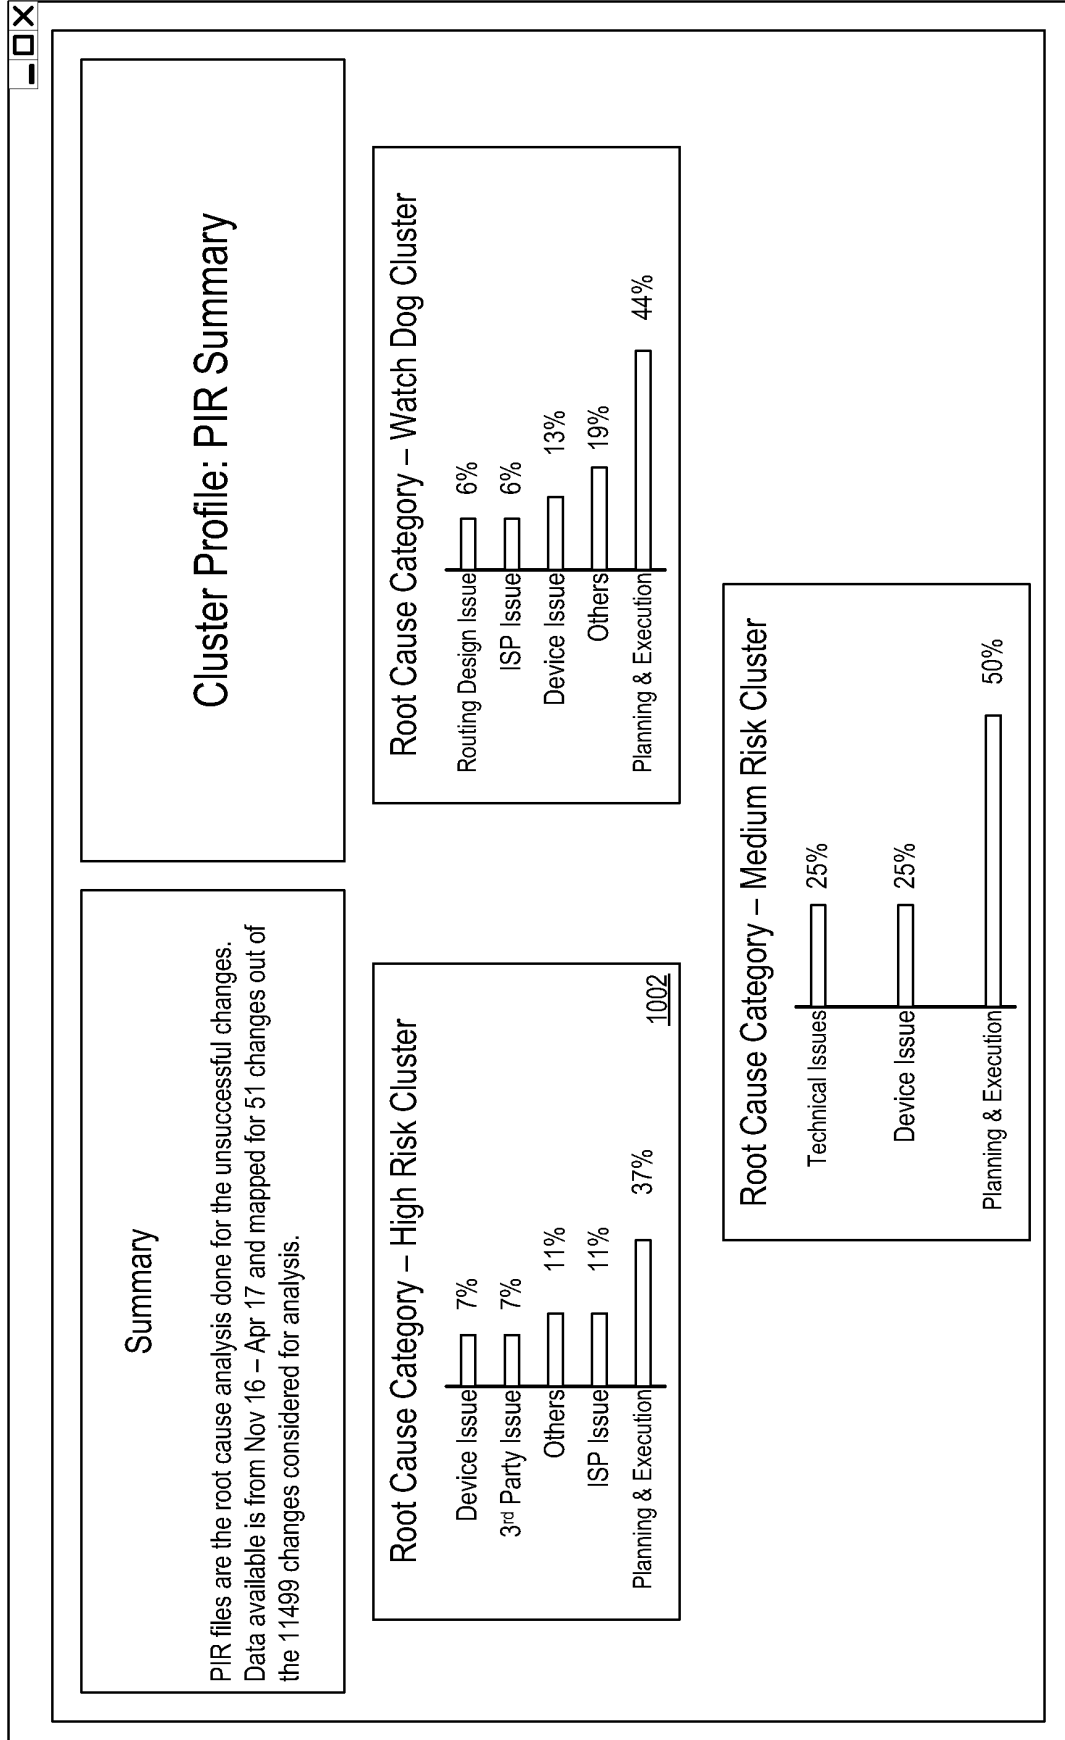 Summary
PIR files are the root cause analysis done for the unsuccessful changes.
Data available is from Nov 16 – Apr 17 and mapped for 51 changes out of
the 11499 changes considered for analysis.
Cluster Profile: PIR Summary
Root Cause Category – High Risk Cluster
Device Issue 7%
3rd Party Issue 7%
Others 11%
ISP Issue 11%
Planning & Execution 37%
1002
Root Cause Category – Watch Dog Cluster
Routing Design Issue 6%
ISP Issue 6%
Device Issue 13%
Others 19%
Planning & Execution 44%
Root Cause Category – Medium Risk Cluster
Technical Issues 25%
Device Issue 25%
Planning & Execution 50%